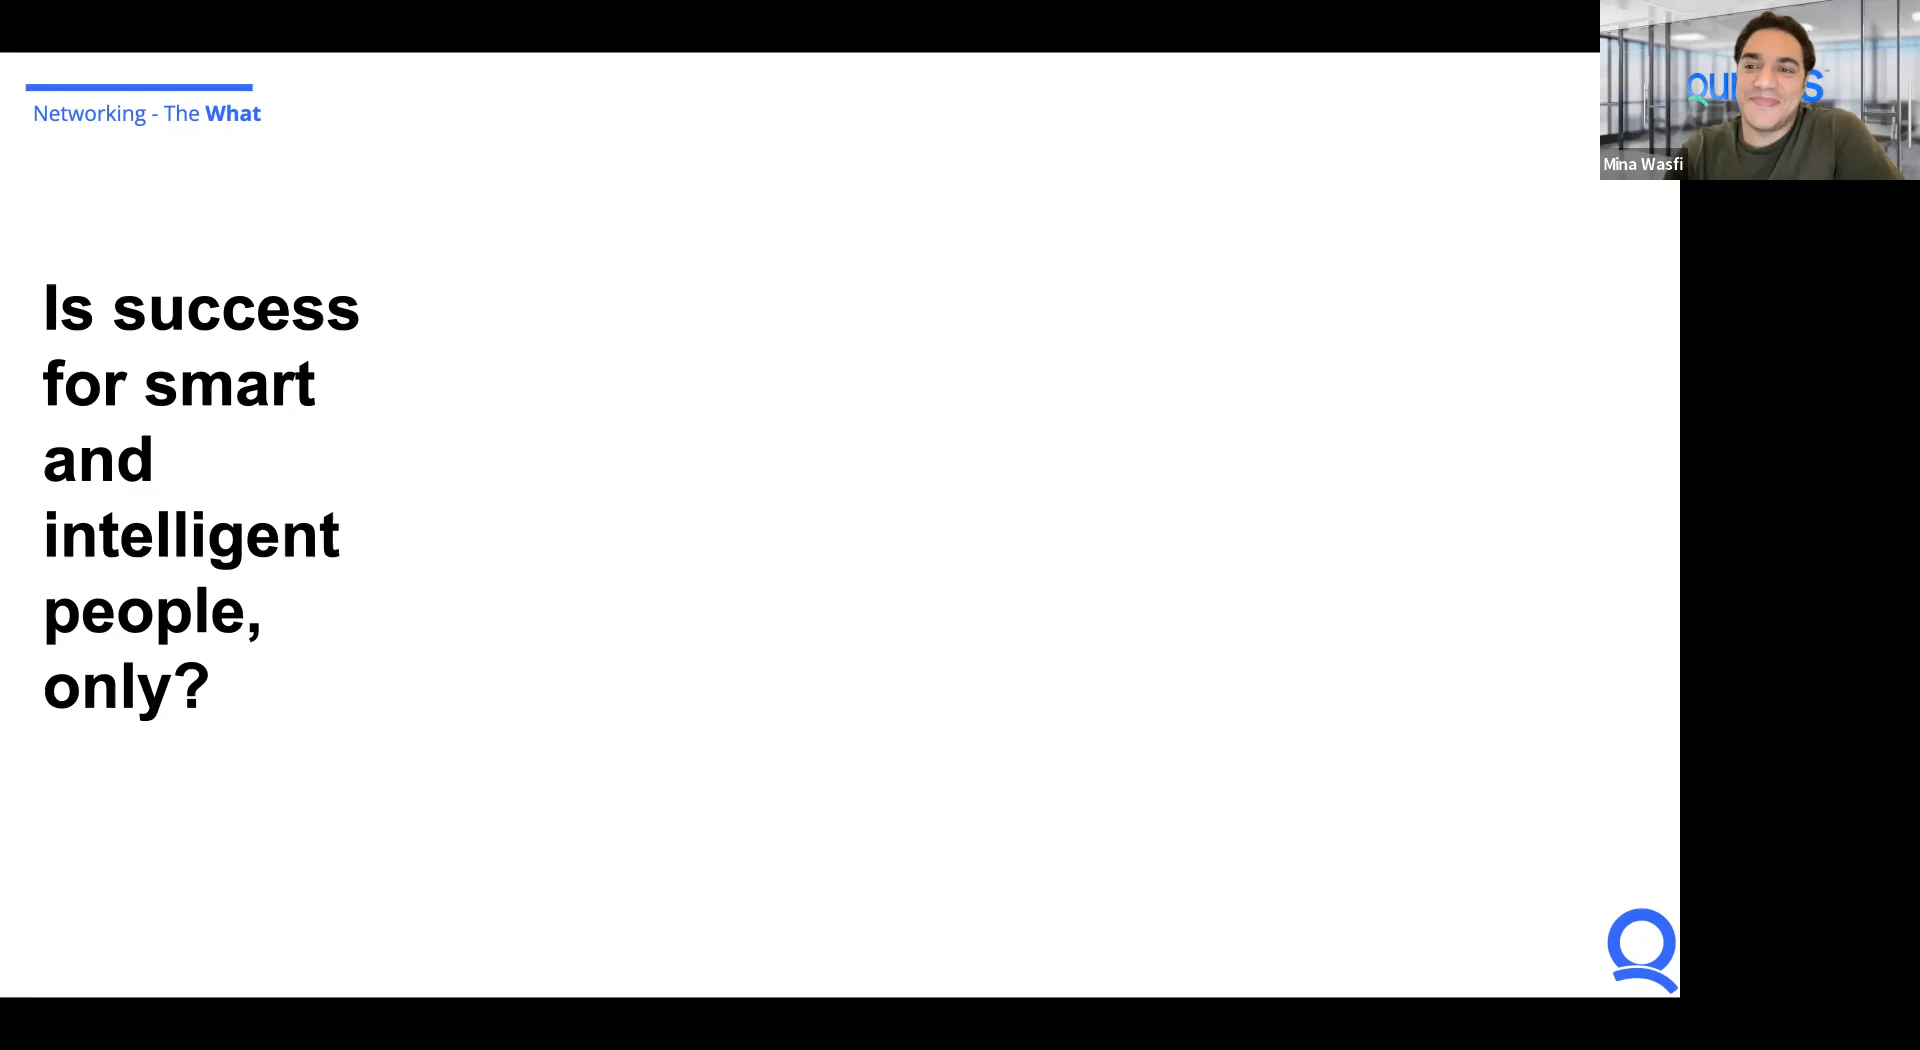 Networking - The What
Is success
for smart
and
intelligent
people,
only?
Mina Wasfi